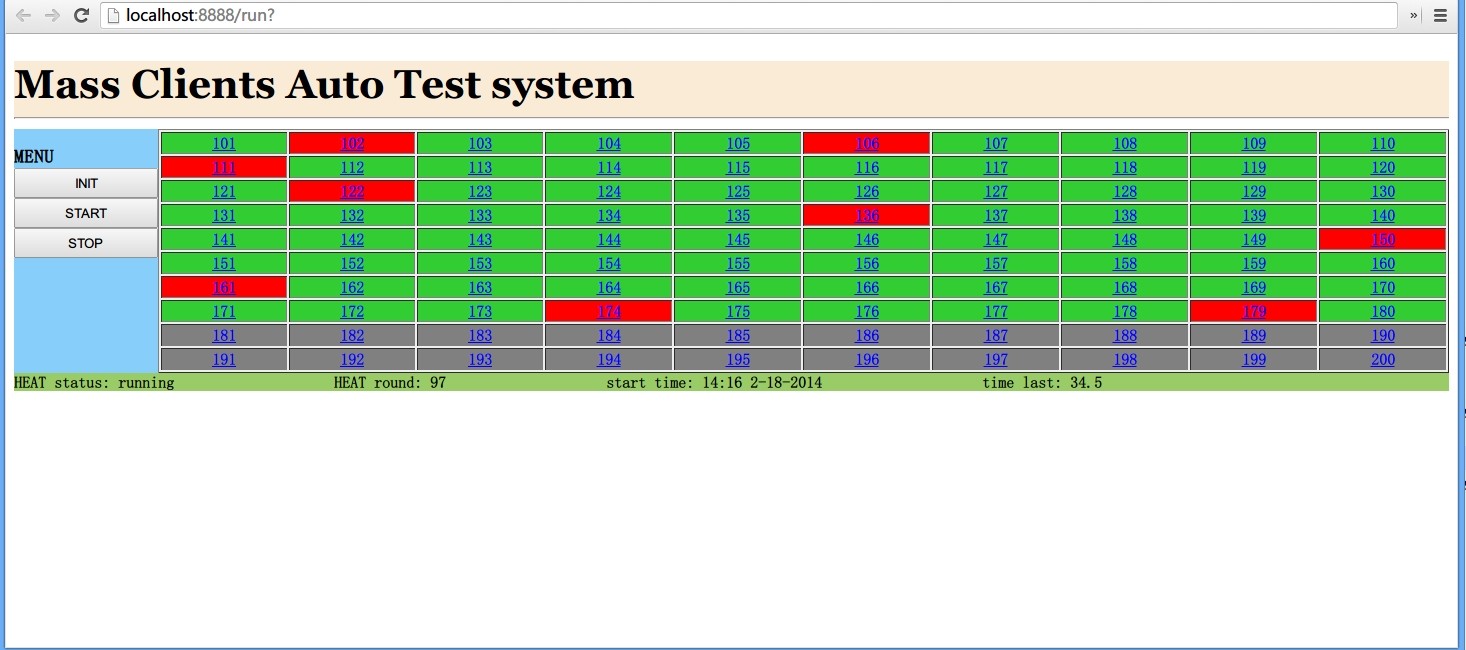 localhost:8888/run?
»
Mass Clients Auto Test system
MENU
INIT
START
STOP
101 102 103 104 105 106 107 108 109 110
111 112 113 114 115 116 117 118 119 120
121 122 123 124 125 126 127 128 129 130
131 132 133 134 135 136 137 138 139 140
141 142 143 144 145 146 147 148 149 150
151 152 153 154 155 156 157 158 159 160
161 162 163 164 165 166 167 168 169 170
171 172 173 174 175 176 177 178 179 180
181 182 183 184 185 186 187 188 189 190
191 192 193 194 195 196 197 198 199 200
HEAT status: running HEAT round: 97 start time: 14:16 2-18-2014 time last: 34.5